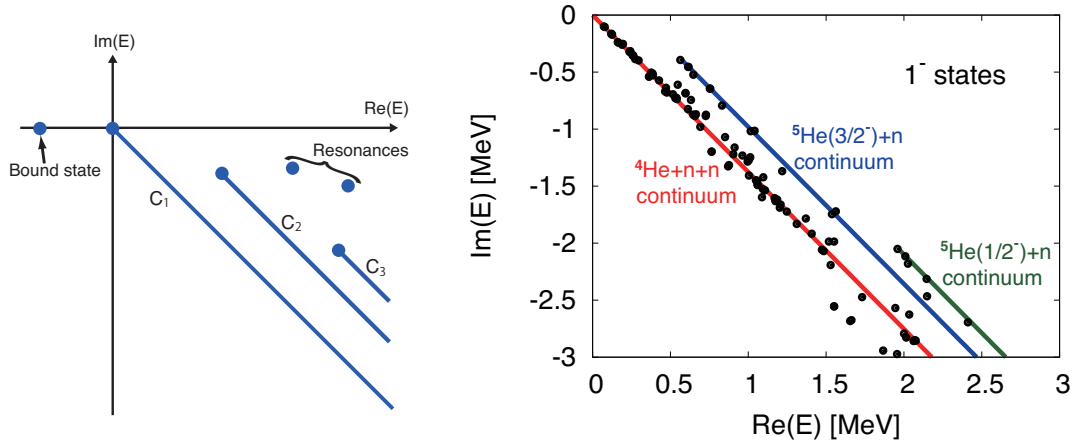 Im(E)
Re(E)
Bound state
Resonances
C₁
C₂
C₃
0
-0.5
-1
-1.5
-2
-2.5
-3
Im(E) [MeV]
1⁻ states
⁵He(3/2⁻)+n
continuum
⁴He+n+n
continuum
⁵He(1/2⁻)+n
continuum
0
0.5
1
1.5
2
2.5
3
Re(E) [MeV]